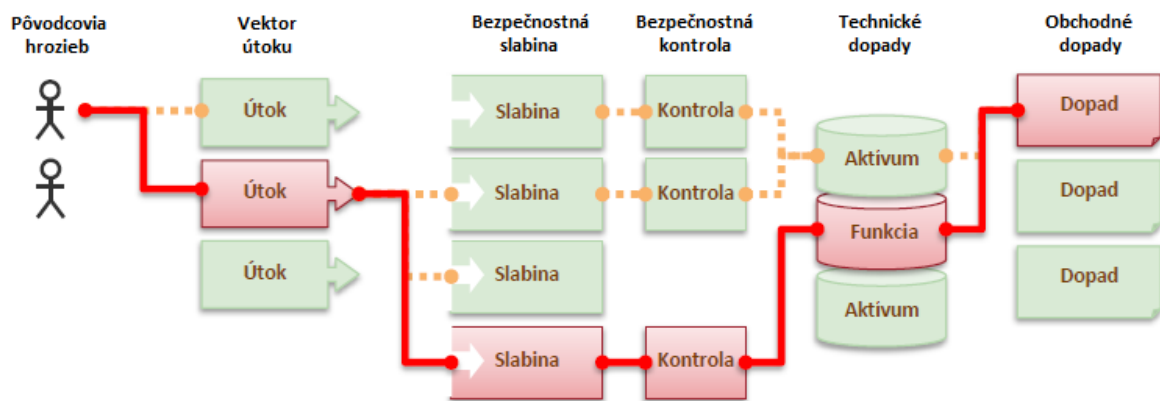 Pôvodcovia
hrozieb
Vektor
útoku
Bezpečnostná
slabina
Bezpečnostná
kontrola
Technické
dopady
Obchodné
dopady
Útok
Slabina
Kontrola
Dopad
Aktívum
Útok
Slabina
Kontrola
Dopad
Funkcia
Útok
Slabina
Dopad
Aktívum
Slabina
Kontrola